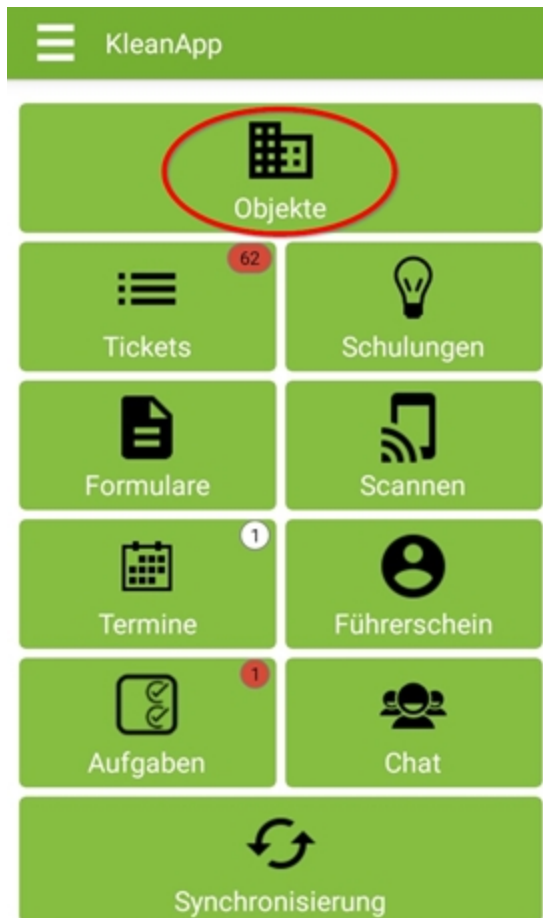 KleanApp
Objekte
62
Tickets
Schulungen
Formulare
Scannen
1
Termine
Führerschein
1
Aufgaben
Chat
Synchronisierung